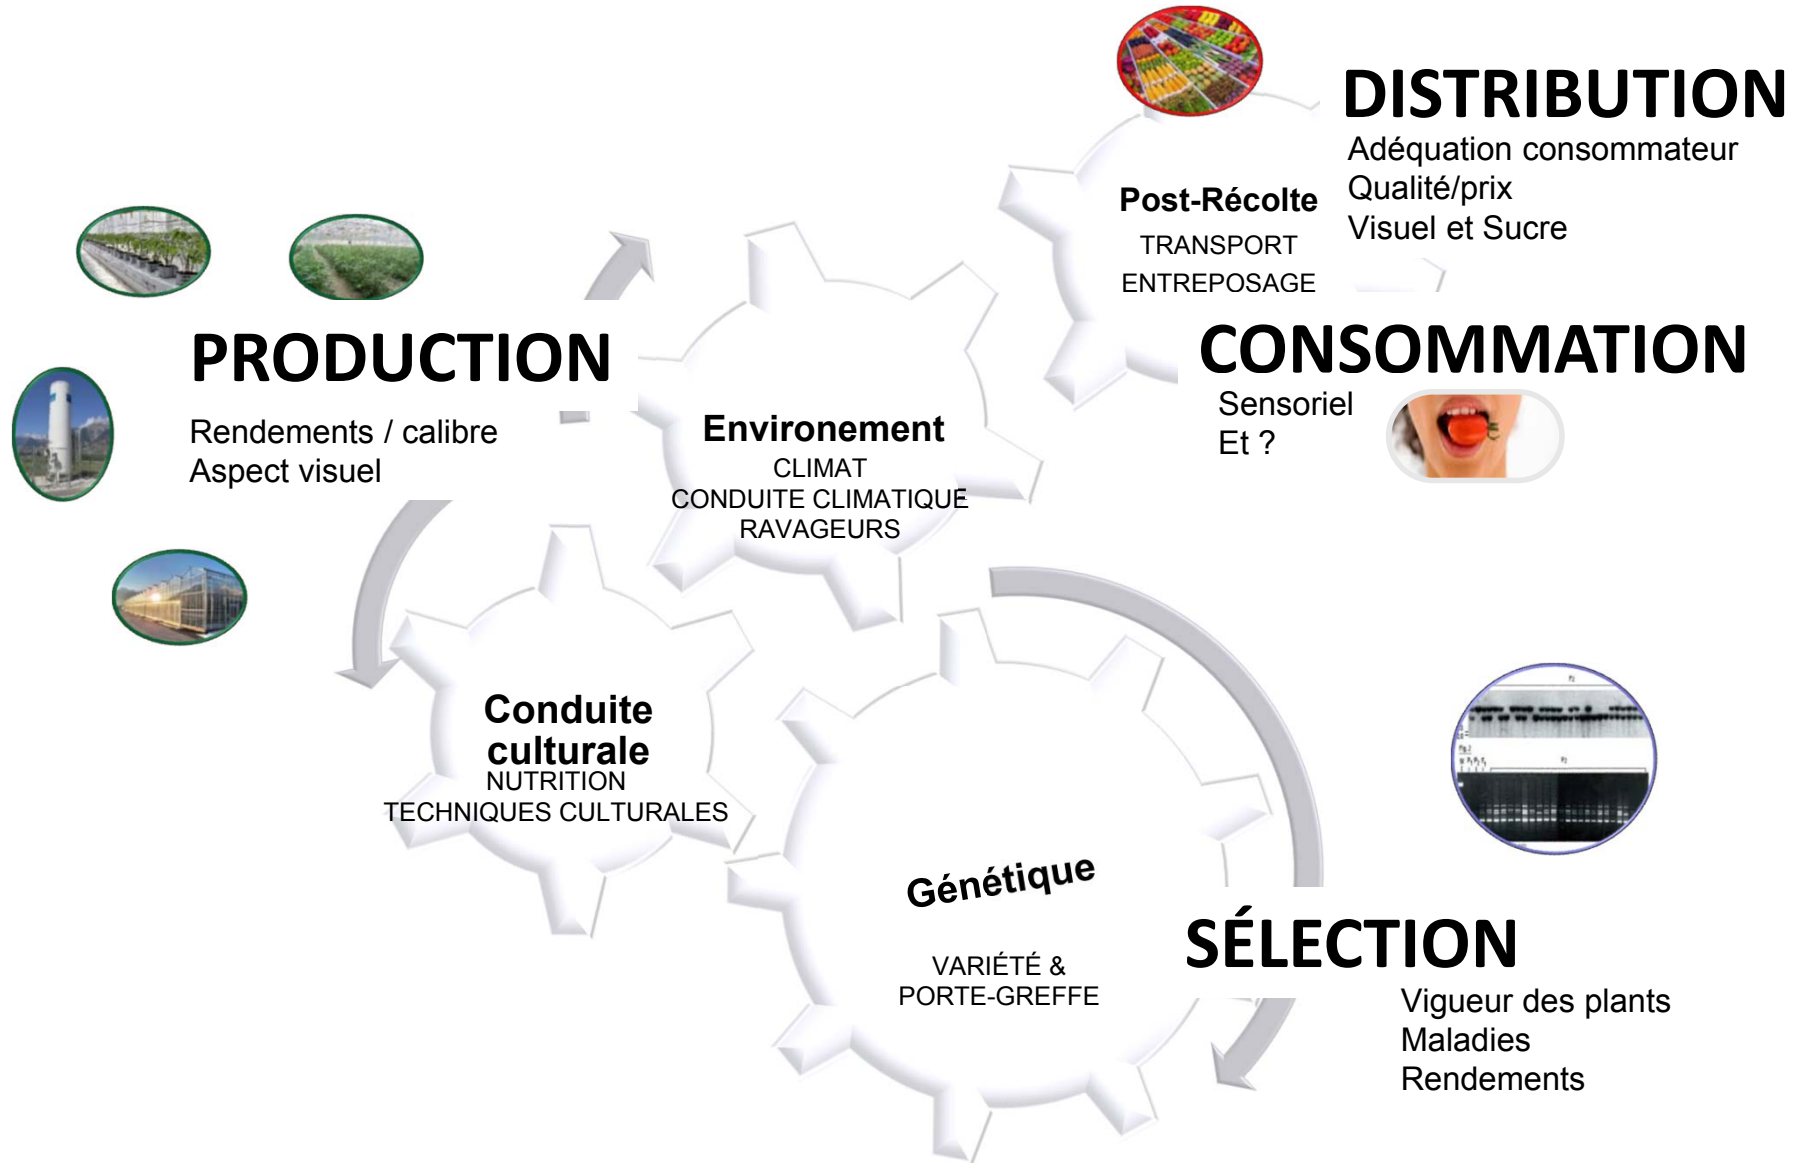 DISTRIBUTION
Adéquation consommateur
Qualité/prix
Visuel et Sucre
Post-Récolte
TRANSPORT
ENTREPOSAGE
PRODUCTION
Rendements / calibre
Aspect visuel
CONSOMMATION
Sensoriel
Et ?
Environement
CLIMAT
CONDUITE CLIMATIQUE
RAVAGEURS
Conduite
culturale
NUTRITION
TECHNIQUES CULTURALES
Génétique
VARIÉTÉ &
PORTE-GREFFE
SÉLECTION
Vigueur des plants
Maladies
Rendements